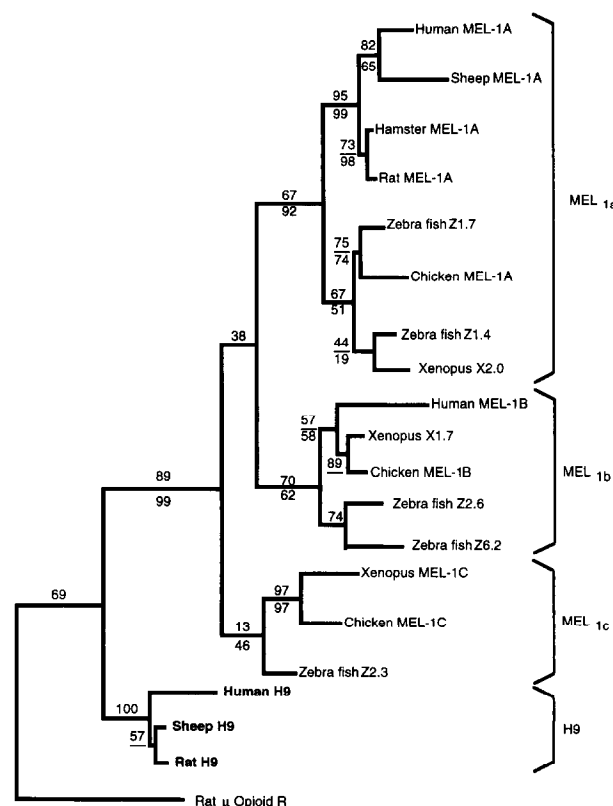 Human MEL-1A
82
65
Sheep MEL-1A
95
99
Hamster MEL-1A
73
98
Rat MEL-1A
MEL 1a
67
92
Zebra fish Z1.7
75
74
Chicken MEL-1A
67
51
Zebra fish Z1.4
38
44
19
Xenopus X2.0
Human MEL-1B
57
58
Xenopus X1.7
89
Chicken MEL-1B
MEL 1b
89
99
70
62
Zebra fish Z2.6
74
Zebra fish Z6.2
Xenopus MEL-1C
97
97
69
Chicken MEL-1C
MEL 1c
13
46
Zebra fish Z2.3
Human H9
100
Sheep H9
57
H9
Rat H9
Rat μ Opioid R